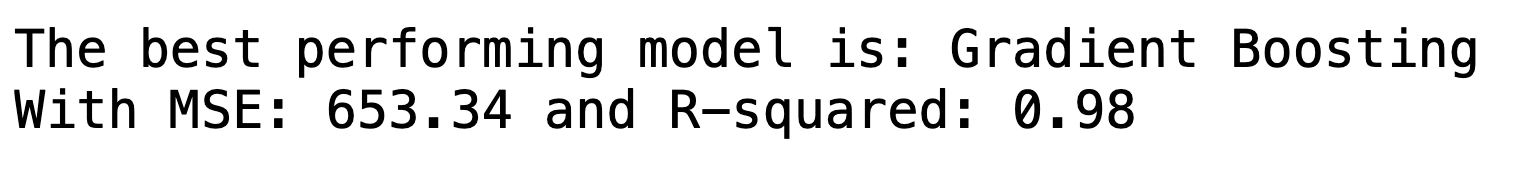 The best performing model is: Gradient Boosting
With MSE: 653.34 and R-squared: 0.98